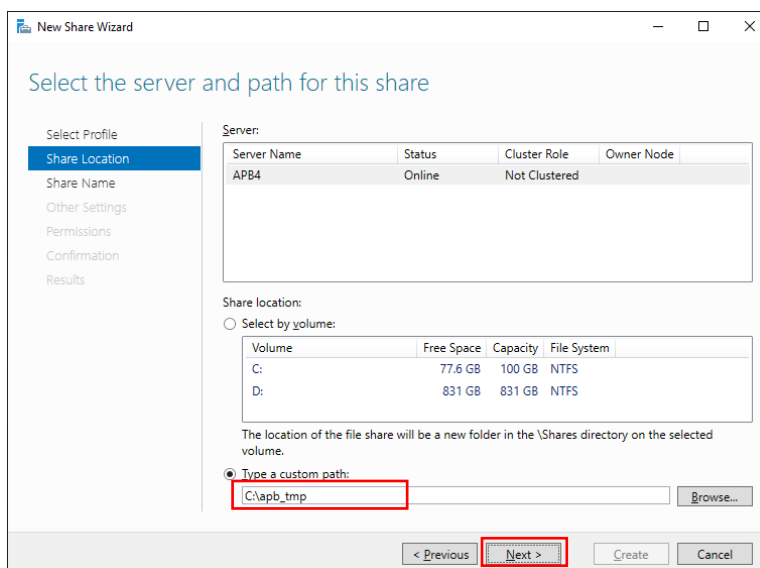 New Share Wizard
Select the server and path for this share
Select Profile
Share Location
Share Name
Other Settings
Permissions
Confirmation
Results
Server:
Server Name Status Cluster Role Owner Node
APB4 Online Not Clustered
Share location:
Select by volume:
Volume Free Space Capacity File System
C: 77.6 GB 100 GB NTFS
D: 831 GB 831 GB NTFS
The location of the file share will be a new folder in the \Shares directory on the selected
volume.
Type a custom path:
C:\apb_tmp
Browse...
< Previous Next > Create Cancel